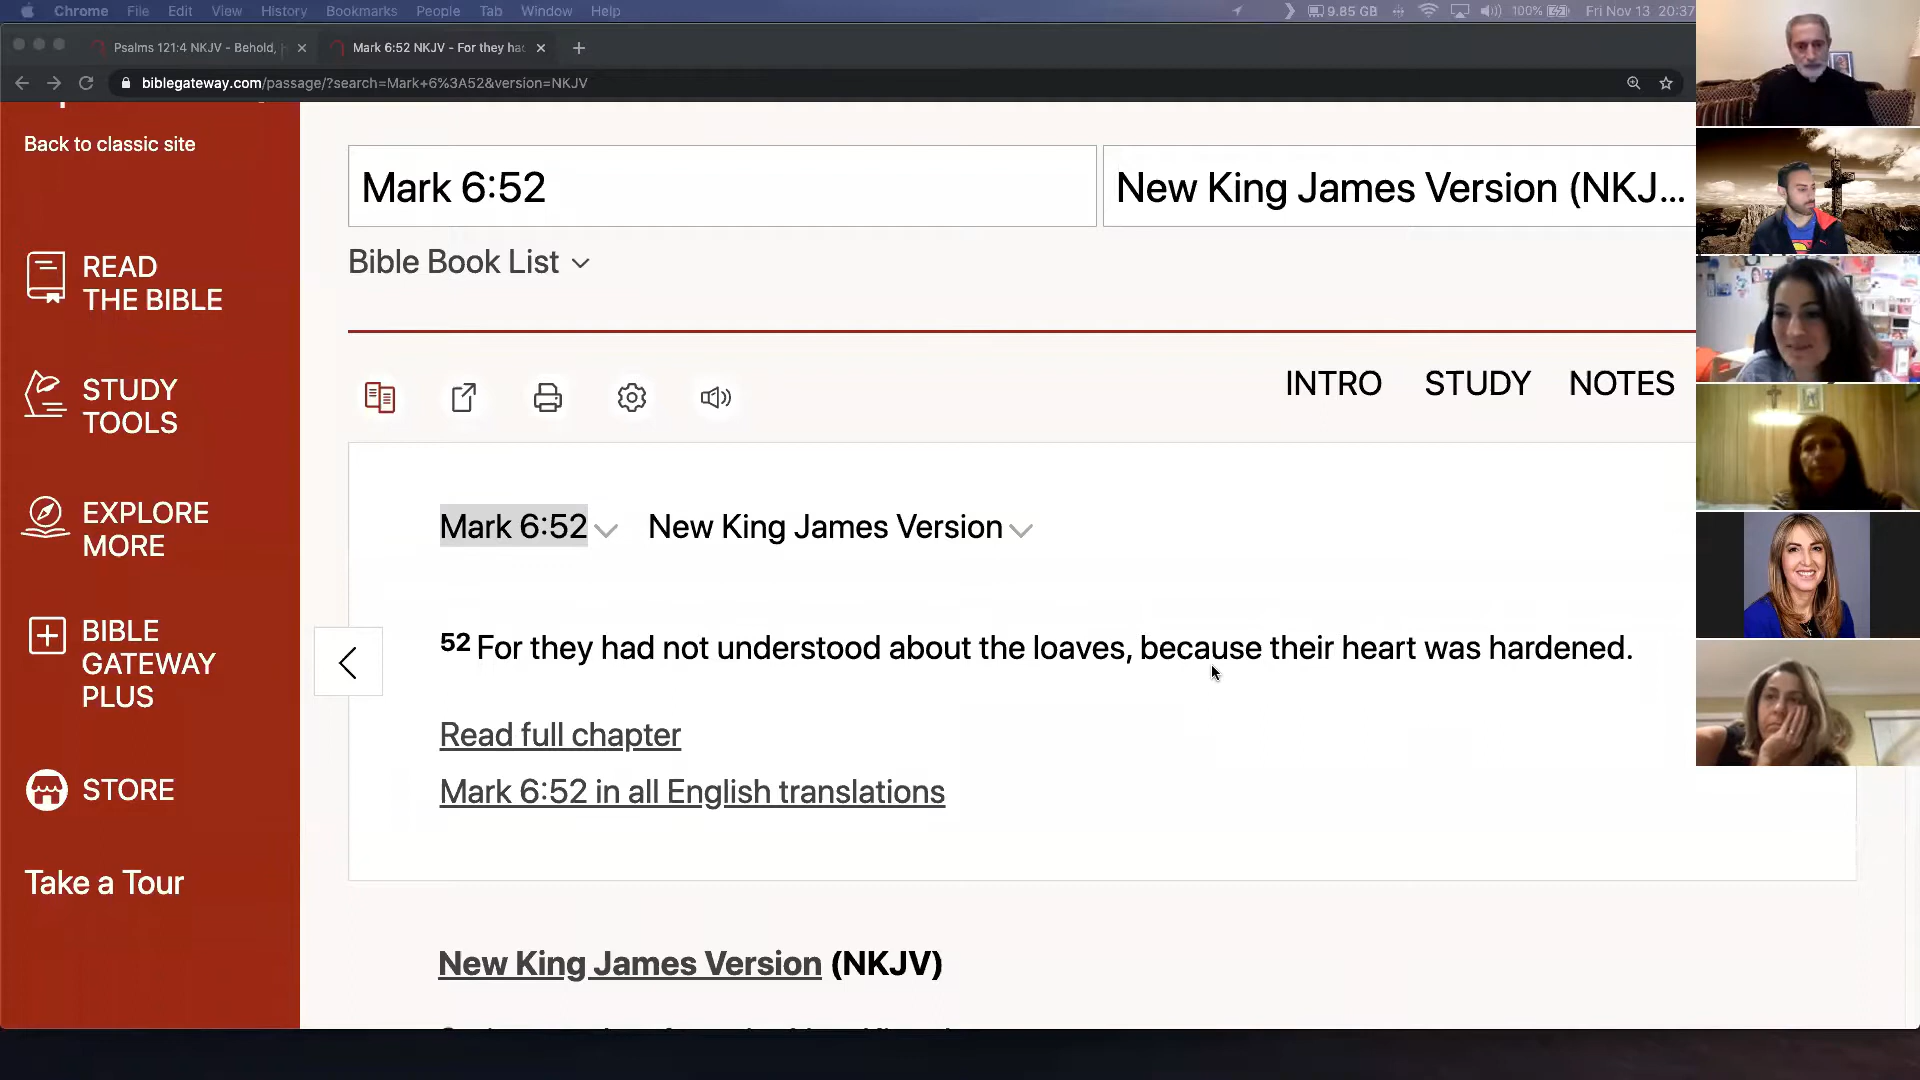 Chrome File Edit View History Bookmarks People Tab Window Help 9.85 GB 100% Fri Nov 13 20:37
Psalms 121:4 NKJV - Behold, Mark 6:52 NKJV - For they had
biblegateway.com/passage/?search=Mark+6%3A52&version=NKJV
Back to classic site
Mark 6:52
New King James Version (NKJ...
Bible Book List
READ
THE BIBLE
STUDY
TOOLS
EXPLORE
MORE
BIBLE
GATEWAY
PLUS
STORE
Take a Tour
INTRO STUDY NOTES
Mark 6:52 New King James Version
52 For they had not understood about the loaves, because their heart was hardened.
Read full chapter
Mark 6:52 in all English translations
New King James Version (NKJV)